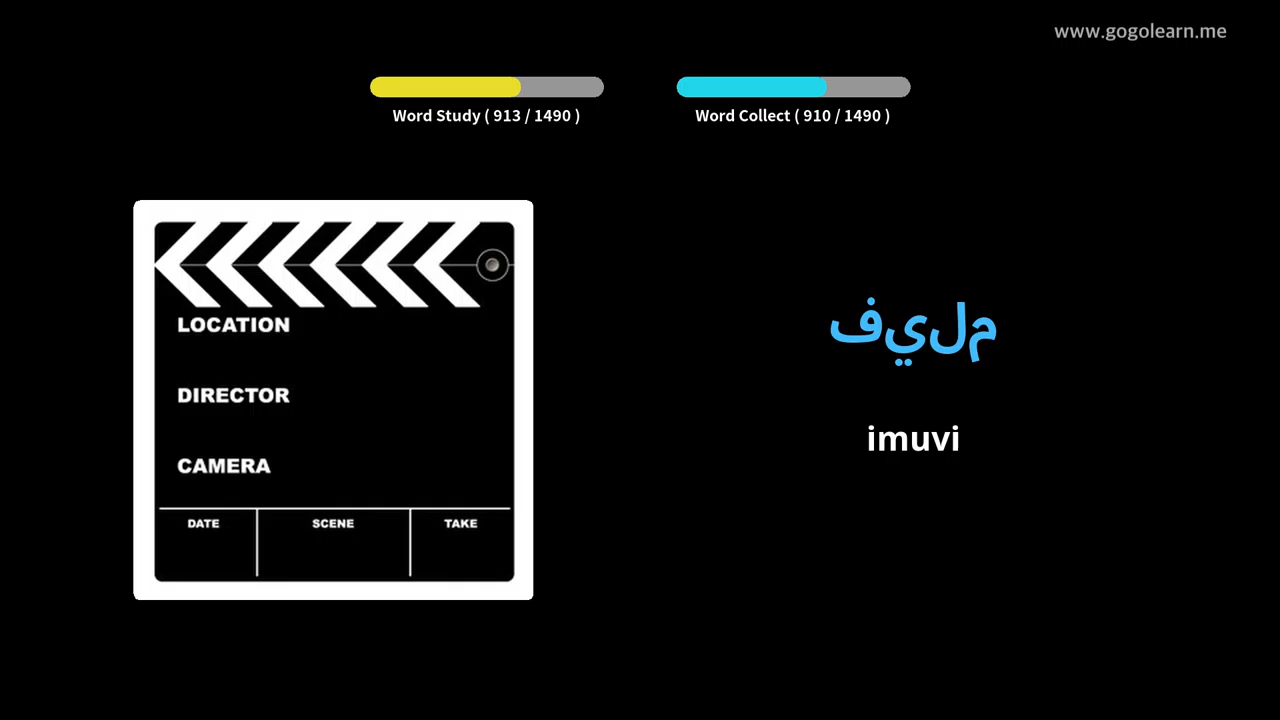 www.gogolearn.me
Word Study ( 913 / 1490 )
Word Collect ( 910 / 1490 )
LOCATION
DIRECTOR
CAMERA
DATE
SCENE
TAKE
فيلم
imuvi